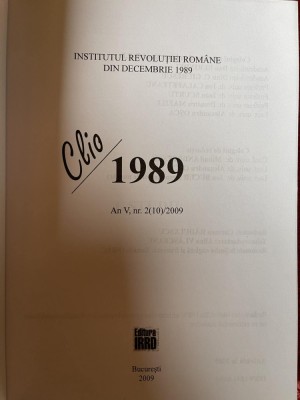 INSTITUTUL REVOLUȚIEI ROMÂNE
DIN DECEMBRIE 1989
Clio
1989
An V, nr. 2(10)/2009
Editura
IRRD
București
2009